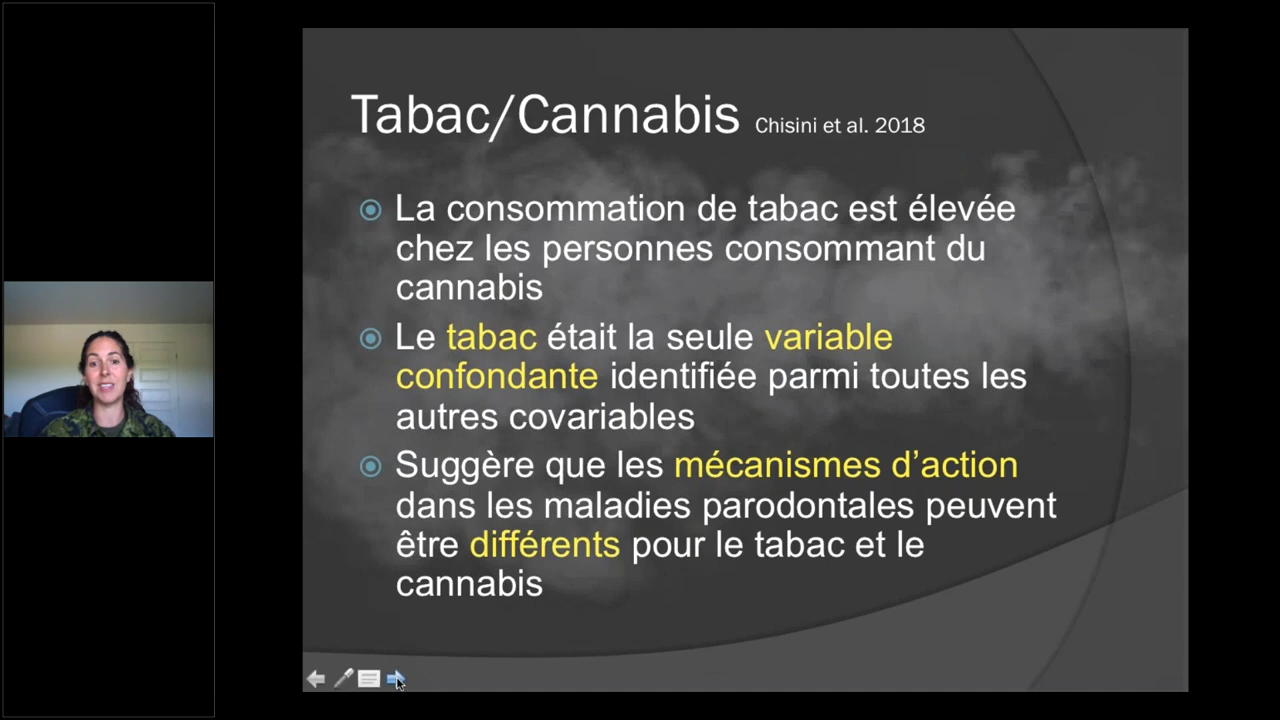 Tabac/Cannabis Chisini et al. 2018
La consommation de tabac est élevée
chez les personnes consommant du
cannabis
Le tabac était la seule variable
confondante identifiée parmi toutes les
autres covariables
Suggère que les mécanismes d’action
dans les maladies parodontales peuvent
être différents pour le tabac et le
cannabis